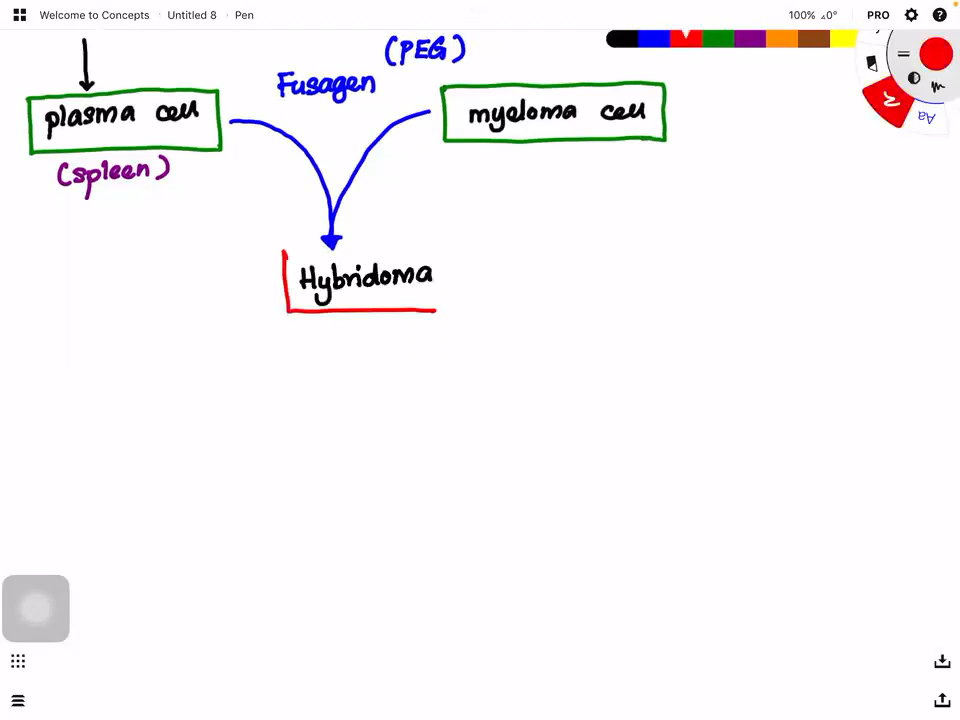 Welcome to Concepts Untitled 8 Pen 100% ⊿0° PRO
(PEG)
Fusagen
plasma cell
myeloma cell
Aa
(spleen)
Hybridoma